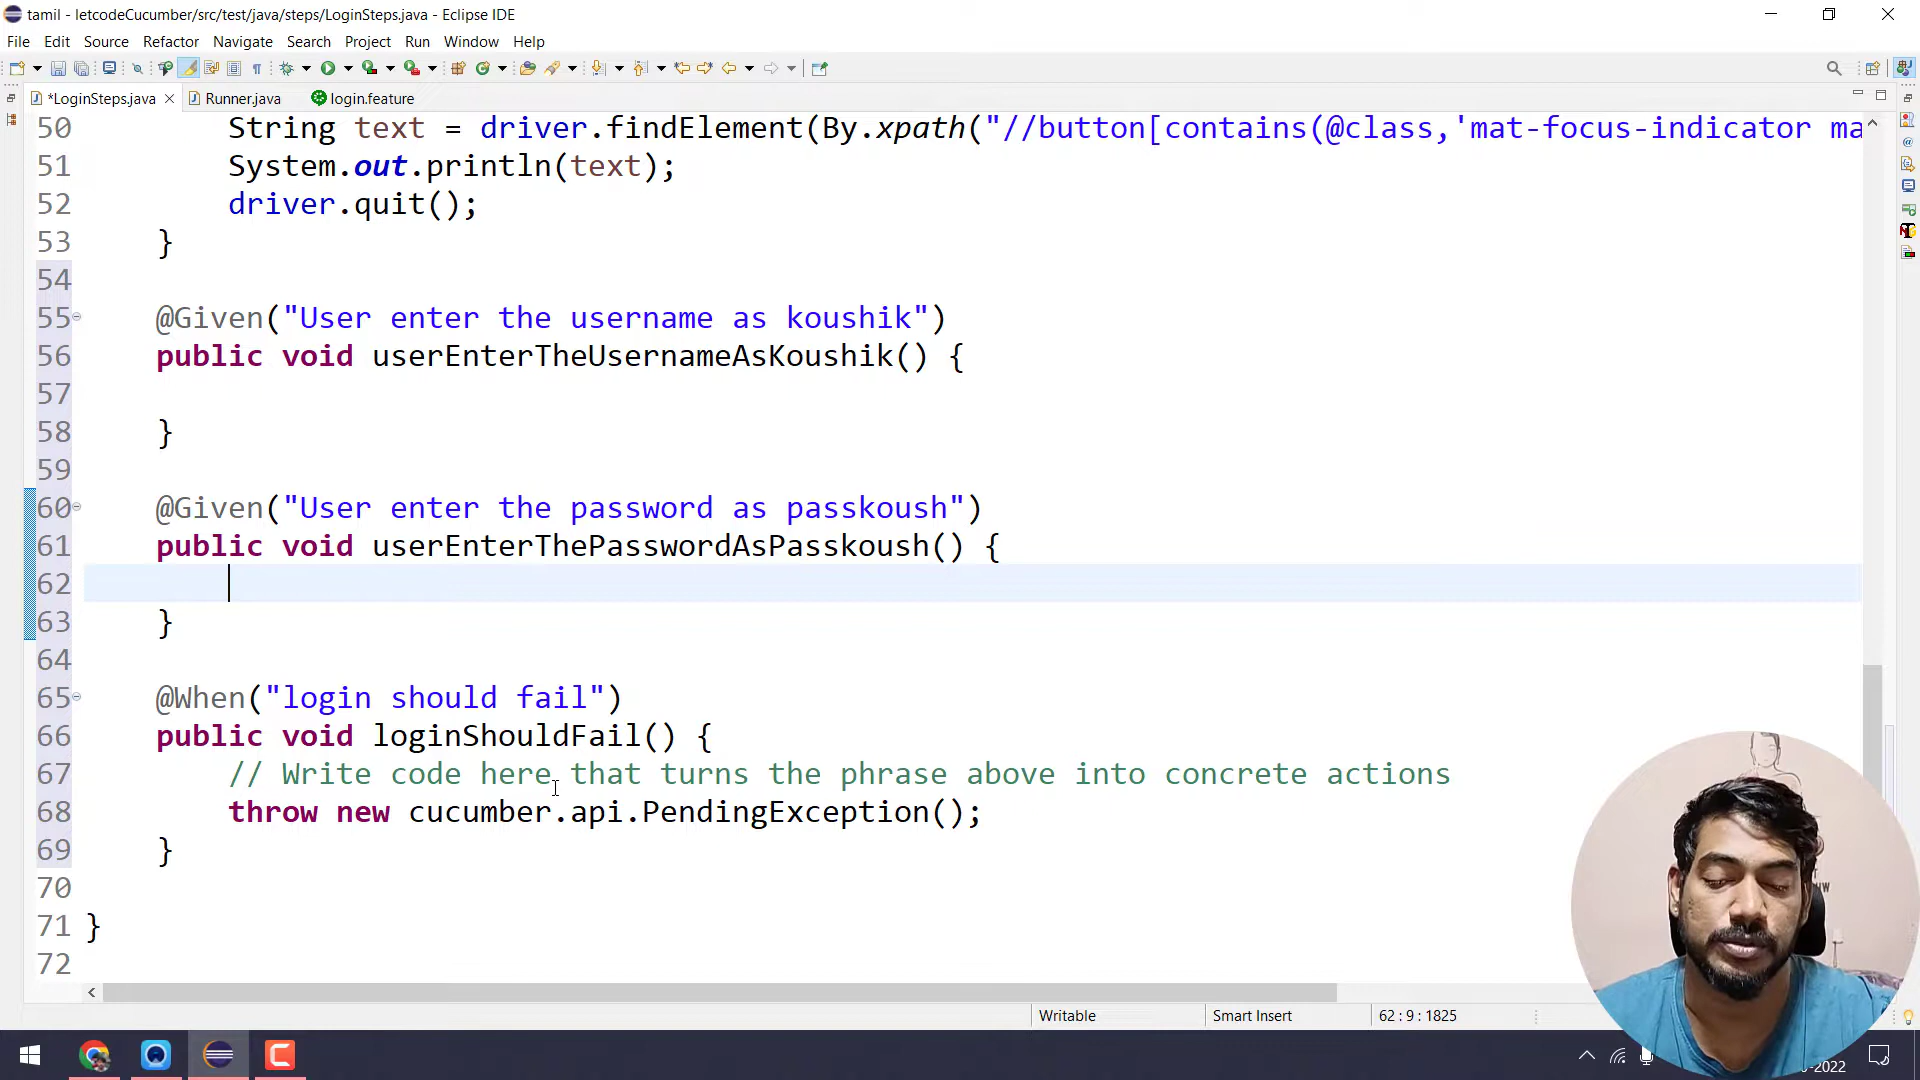 tamil - letcodeCucumber/src/test/java/steps/LoginSteps.java - Eclipse IDE
File Edit Source Refactor Navigate Search Project Run Window Help
*LoginSteps.java Runner.java login.feature
50 String text = driver.findElement(By.xpath("//button[contains(@class,'mat-focus-indicator ma
51 System.out.println(text);
52 driver.quit();
53 }
54
55 @Given("User enter the username as koushik")
56 public void userEnterTheUsernameAsKoushik() {
57
58 }
59
60 @Given("User enter the password as passkoush")
61 public void userEnterThePasswordAsPasskoush() {
62
63 }
64
65 @When("login should fail")
66 public void loginShouldFail() {
67 // Write code here that turns the phrase above into concrete actions
68 throw new cucumber.api.PendingException();
69 }
70
71 }
72
Writable Smart Insert 62 : 9 : 1825
-2022